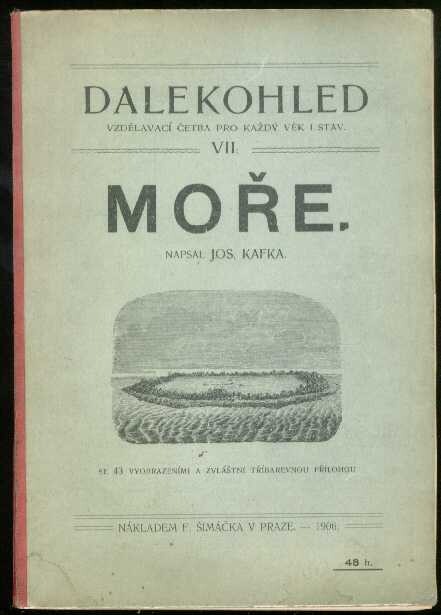 DALEKOHLED
VZDĚLAVACÍ ČETBA PRO KAŽDÝ VĚK I STAV.
VII.
MOŘE.
NAPSAL JOS. KAFKA.
SE 43 VYOBRAZENÍMI A ZVLÁŠTNÍ TŘÍBAREVNOU PŘÍLOHOU
NÁKLADEM F. ŠIMÁČKA V PRAZE. — 1906.
48 h.